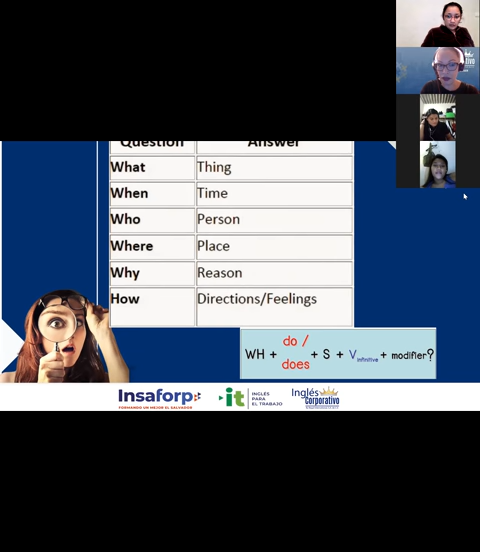 Question Answer
What Thing
When Time
Who Person
Where Place
Why Reason
How Directions/Feelings
WH + do / does + S + V infinitive + modifier?
Insaforp
FORMANDO UN MEJOR EL SALVADOR
it
INGLÉS
PARA
EL TRABAJO
Inglés
Corporativo